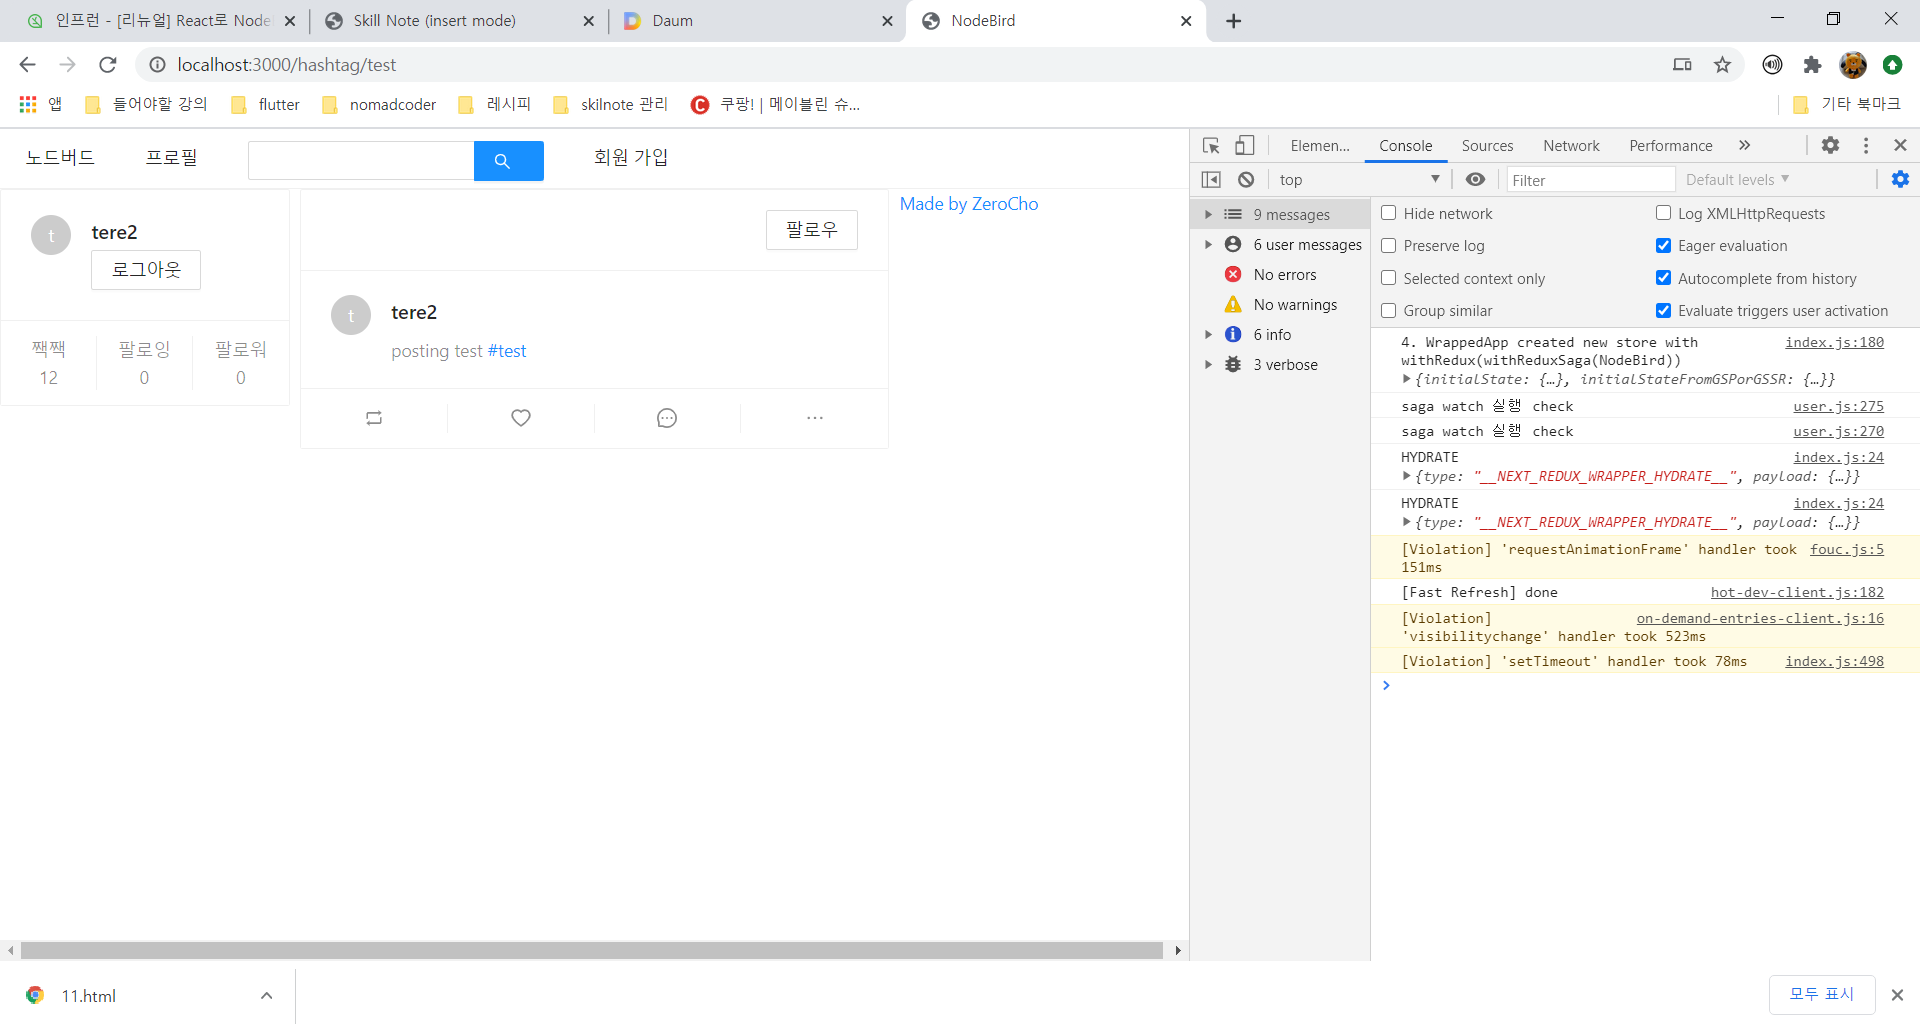 인프런 - [리뉴얼] React로 Node
Skill Note (insert mode)
Daum
NodeBird
localhost:3000/hashtag/test
앱
들어야할 강의
flutter
nomadcoder
레시피
skilnote 관리
쿠팡! | 메이블린 슈...
기타 북마크
노드버드
프로필
회원 가입
t
tere2
로그아웃
짹짹
팔로잉
팔로워
12
0
0
팔로우
t
tere2
posting test #test
Made by ZeroCho
Elemen...
Console
Sources
Network
Performance
top
Filter
Default levels
9 messages
6 user messages
No errors
No warnings
6 info
3 verbose
Hide network
Log XMLHttpRequests
Preserve log
Eager evaluation
Selected context only
Autocomplete from history
Group similar
Evaluate triggers user activation
4. WrappedApp created new store with index.js:180
withRedux(withReduxSaga(NodeBird))
{initialState: {…}, initialStateFromGSPorGSSR: {…}}
saga watch 실행 check user.js:275
saga watch 실행 check user.js:270
HYDRATE index.js:24
{type: "__NEXT_REDUX_WRAPPER_HYDRATE__", payload: {…}}
HYDRATE index.js:24
{type: "__NEXT_REDUX_WRAPPER_HYDRATE__", payload: {…}}
[Violation] 'requestAnimationFrame' handler took fouc.js:5
151ms
[Fast Refresh] done hot-dev-client.js:182
[Violation] on-demand-entries-client.js:16
'visibilitychange' handler took 523ms
[Violation] 'setTimeout' handler took 78ms index.js:498
11.html
모두 표시